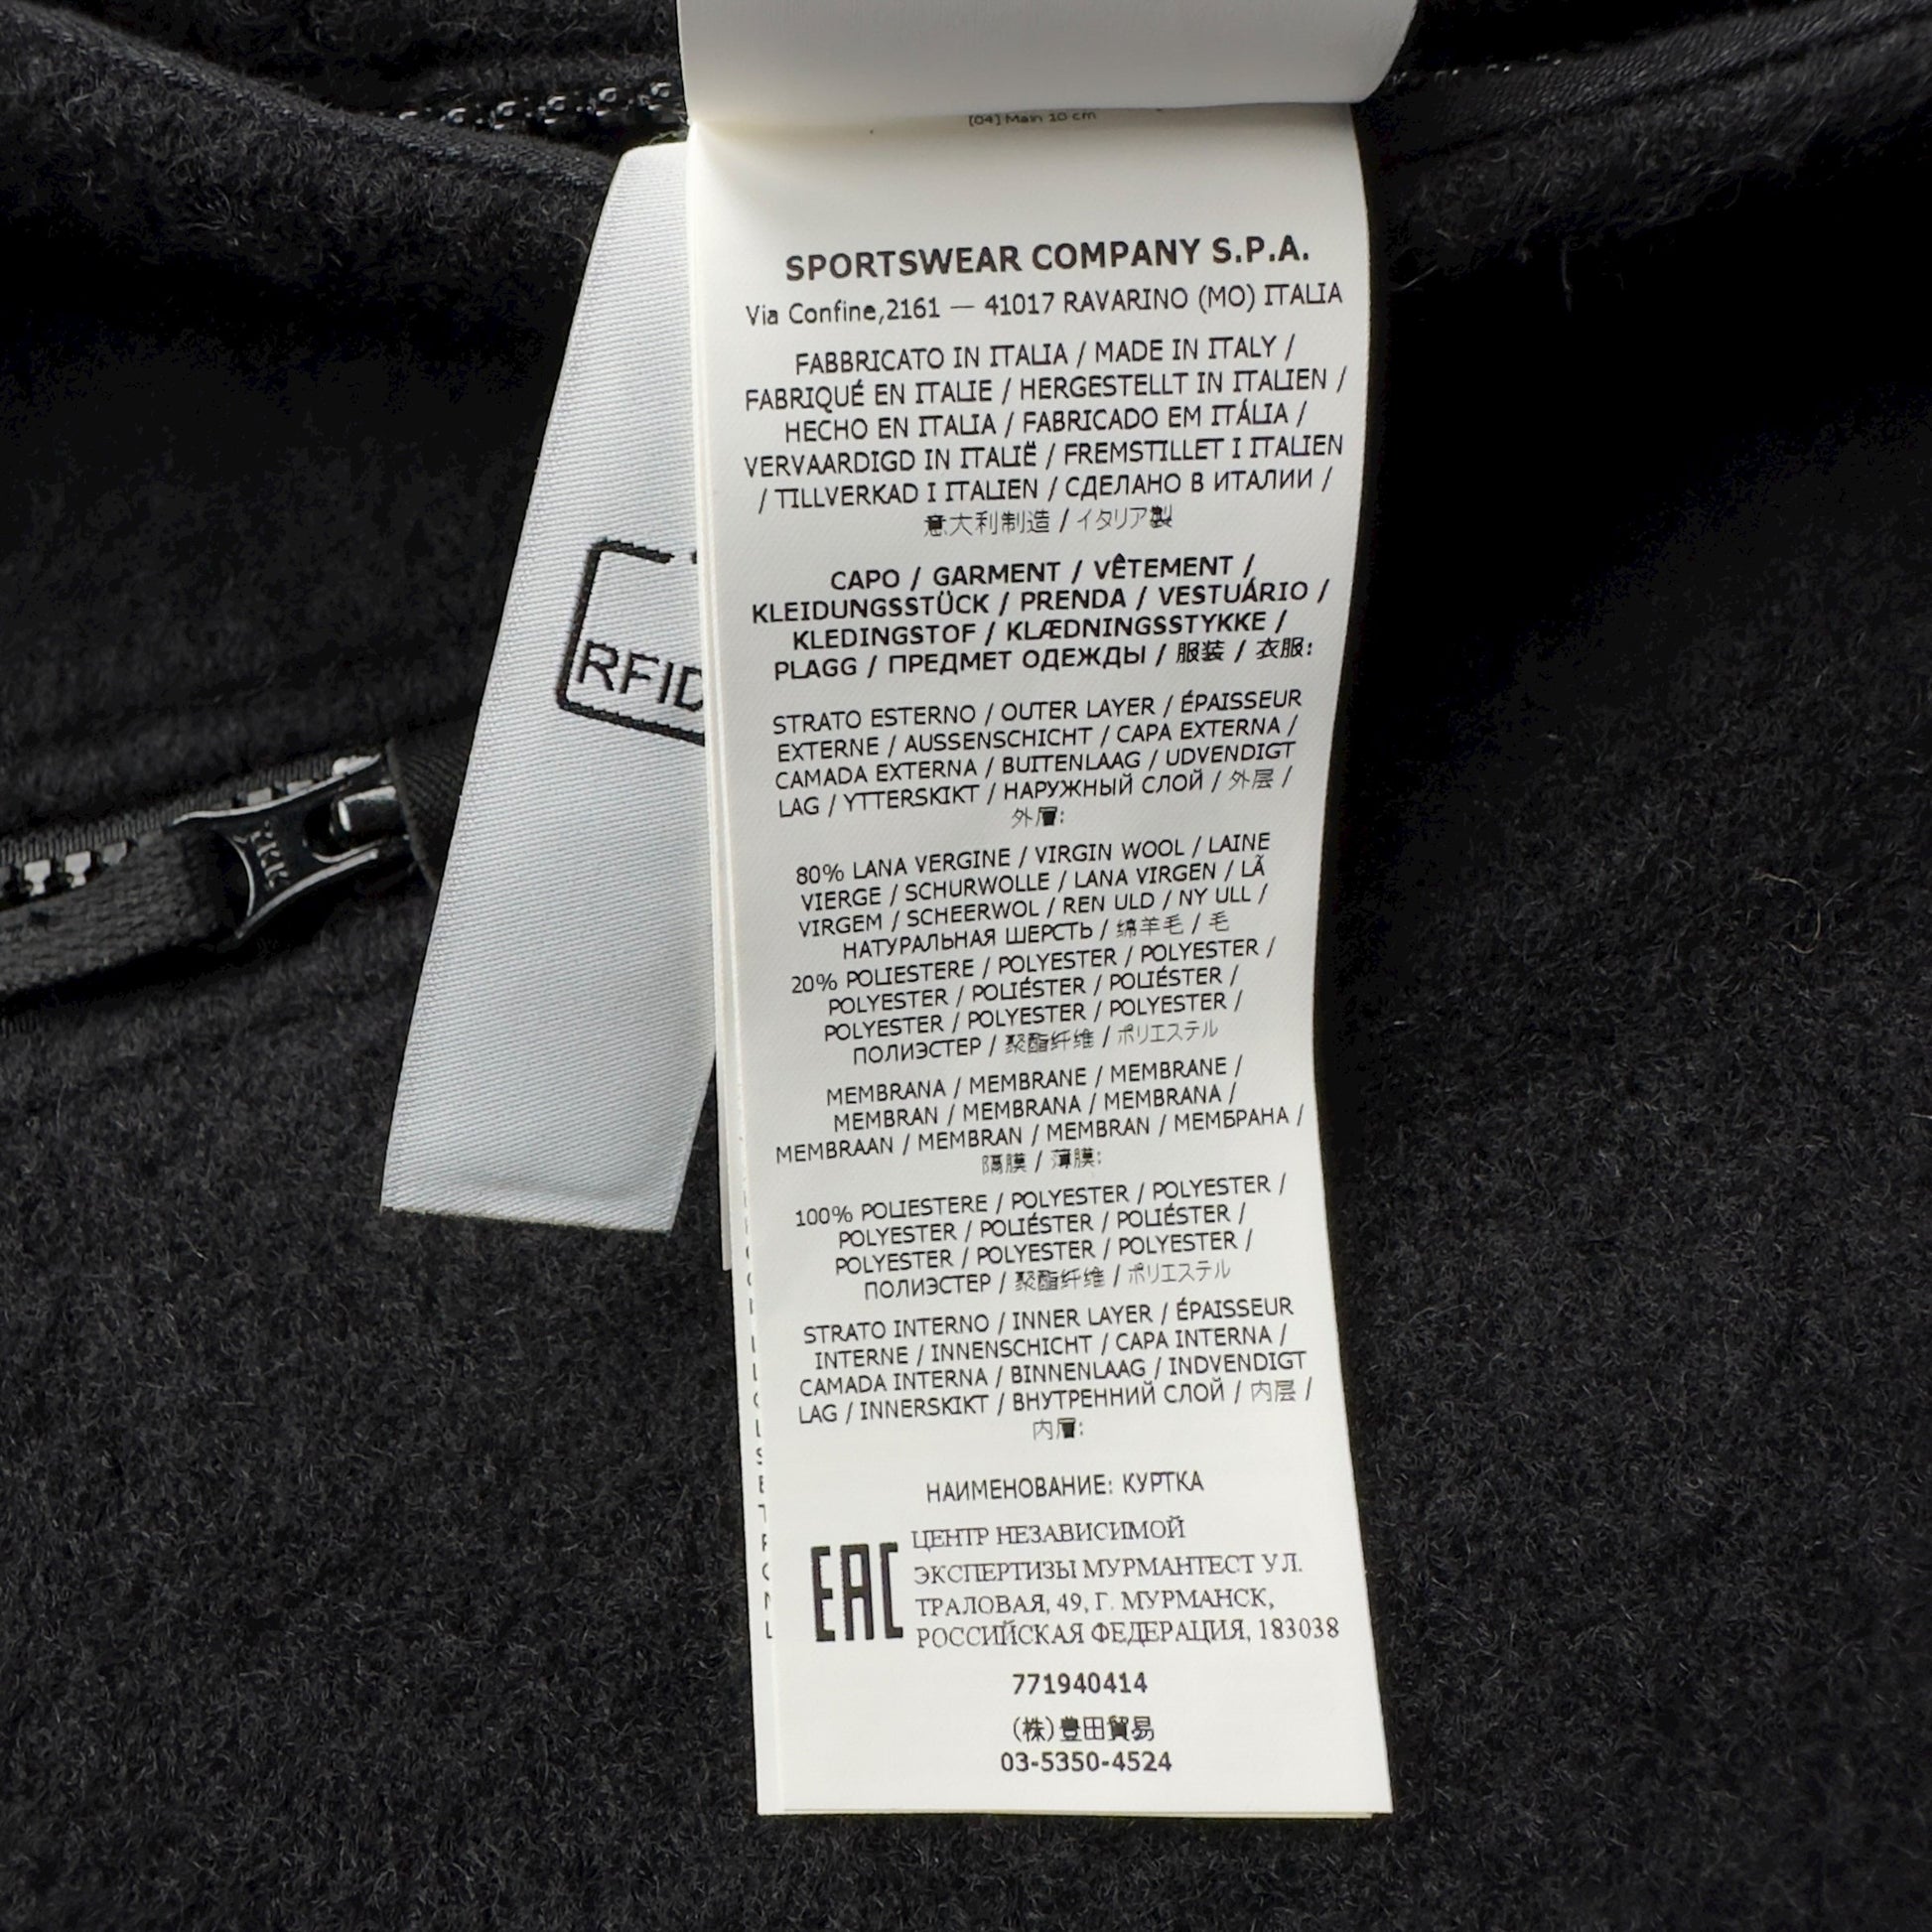 [04] Main 10 cm
SPORTSWEAR COMPANY S.P.A.
Via Confine,2161 — 41017 RAVARINO (MO) ITALIA
FABBRICATO IN ITALIA / MADE IN ITALY /
FABRIQUÉ EN ITALIE / HERGESTELLT IN ITALIEN /
HECHO EN ITALIA / FABRICADO EM ITÁLIA /
VERVAARDIGD IN ITALIË / FREMSTILLET I ITALIEN
/ TILLVERKAD I ITALIEN / СДЕЛАНО В ИТАЛИИ /
意大利制造 / イタリア製
CAPO / GARMENT / VÊTEMENT /
KLEIDUNGSSTÜCK / PRENDA / VESTUÁRIO /
KLEDINGSTOF / KLÆDNINGSSTYKKE /
PLAGG / ПРЕДМЕТ ОДЕЖДЫ / 服装 / 衣服:
STRATO ESTERNO / OUTER LAYER / ÉPAISSEUR
EXTERNE / AUSSENSCHICHT / CAPA EXTERNA /
CAMADA EXTERNA / BUITENLAAG / UDVENDIGT
LAG / YTTERSKIKT / НАРУЖНЫЙ СЛОЙ / 外层 /
外層:
80% LANA VERGINE / VIRGIN WOOL / LAINE
VIERGE / SCHURWOLLE / LANA VIRGEN / LÃ
VIRGEM / SCHEERWOL / REN ULD / NY ULL /
НАТУРАЛЬНАЯ ШЕРСТЬ / 绵羊毛 / 毛
20% POLIESTERE / POLYESTER / POLYESTER /
POLYESTER / POLIÉSTER / POLIÉSTER /
POLYESTER / POLYESTER / POLYESTER /
ПОЛИЭСТЕР / 聚酯纤维 / ポリエステル
MEMBRANA / MEMBRANE / MEMBRANE /
MEMBRAN / MEMBRANA / MEMBRANA /
MEMBRAAN / MEMBRAN / MEMBRAN / МЕМБРАНА /
隔膜 / 薄膜:
100% POLIESTERE / POLYESTER / POLYESTER /
POLYESTER / POLIÉSTER / POLIÉSTER /
POLYESTER / POLYESTER / POLYESTER /
ПОЛИЭСТЕР / 聚酯纤维 / ポリエステル
STRATO INTERNO / INNER LAYER / ÉPAISSEUR
INTERNE / INNENSCHICHT / CAPA INTERNA /
CAMADA INTERNA / BINNENLAAG / INDVENDIGT
LAG / INNERSKIKT / ВНУТРЕННИЙ СЛОЙ / 内层 /
内層:
НАИМЕНОВАНИЕ: КУРТКА
EAC
ЦЕНТР НЕЗАВИСИМОЙ
ЭКСПЕРТИЗЫ МУРМАНТЕСТ УЛ.
ТРАЛОВАЯ, 49, Г. МУРМАНСК,
РОССИЙСКАЯ ФЕДЕРАЦИЯ, 183038
771940414
(株)豊田貿易
03-5350-4524
RFID
YKK